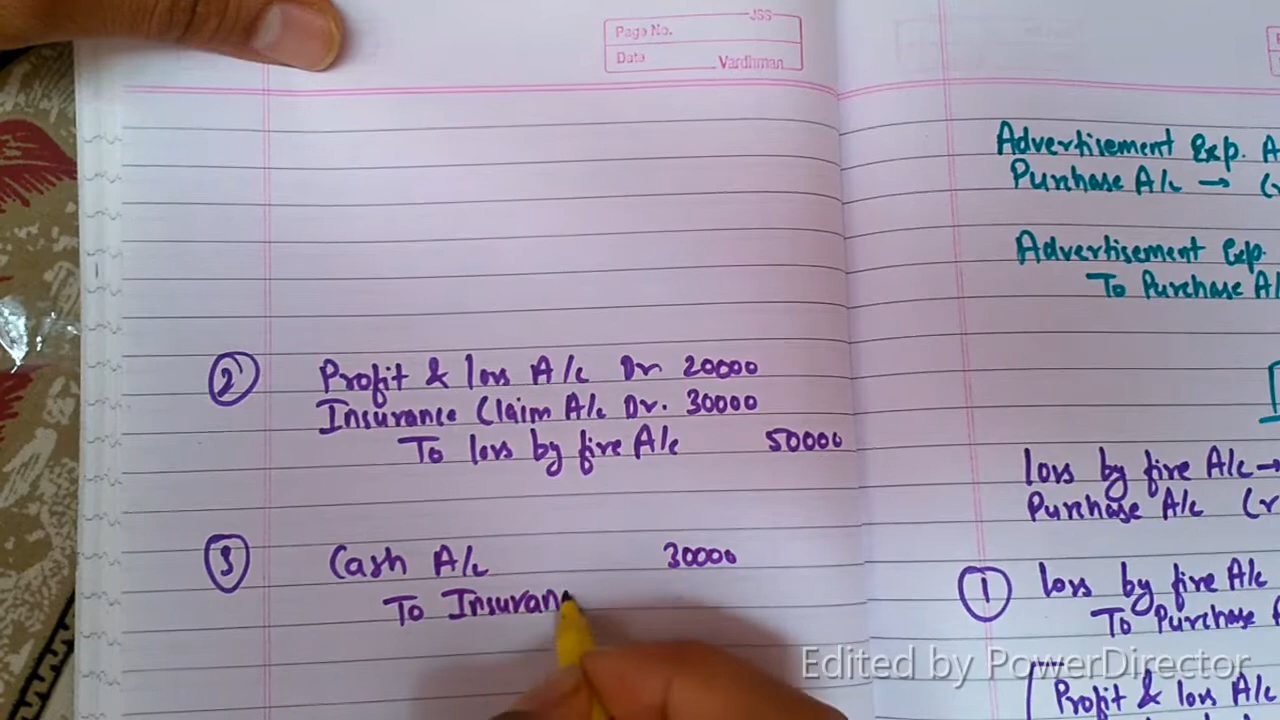 JSS
Page No.
Date
Vardhman
② Profit & loss A/c Dr 20000
Insurance Claim A/c Dr. 30000
To loss by fire A/c 50000
③ Cash A/c 30000
To Insuran
Advertisement Exp. A
Purchase A/c →
Advertisement Exp.
To Purchase A/
loss by fire A/c →
Purchase A/c
① loss by fire A/c
To Purchase
Profit & loss A/c
Edited by PowerDirector